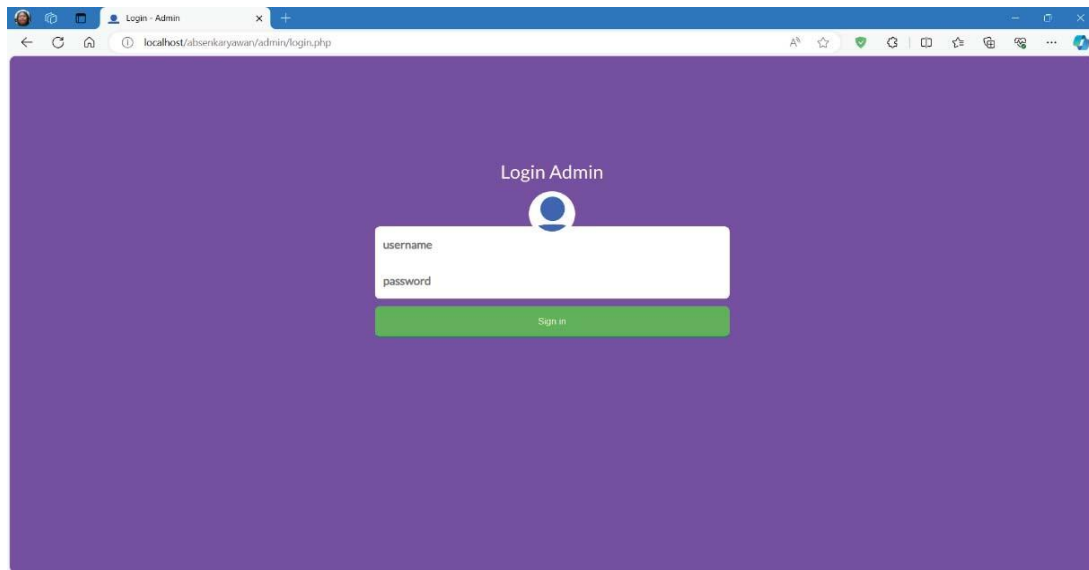 Login - Admin
localhost/absenkaryawan/admin/login.php
Login Admin
username
password
Sign in